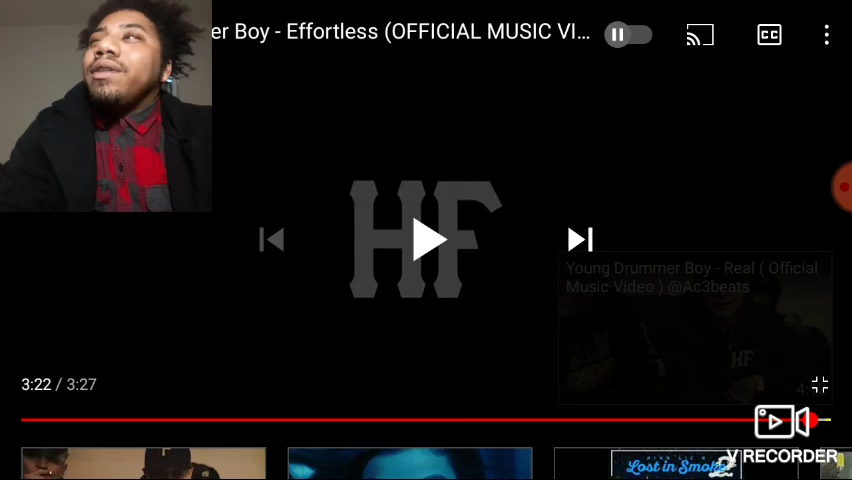 er Boy - Effortless (OFFICIAL MUSIC VI...
CC
HF
Young Drummer Boy - Real ( Official
Music Video ) @Ac3beats
HF
3:22 / 3:27
Lost in Smoke
V RECORDER